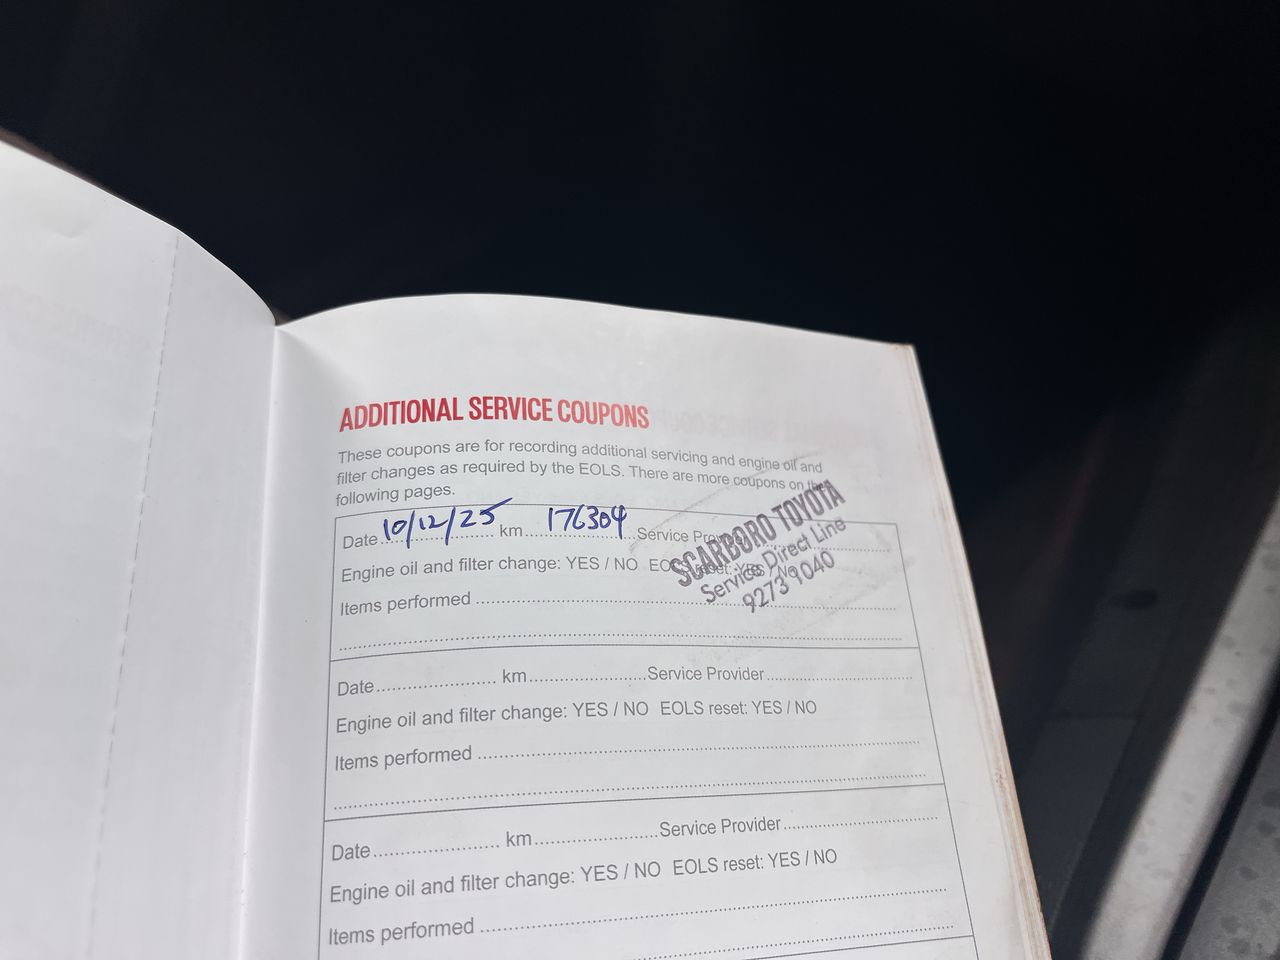 ADDITIONAL SERVICE COUPONS
These coupons are for recording additional servicing and engine oil and
filter changes as required by the EOLS. There are more coupons on the
following pages.
Date 10/12/25 km 176304 Service Provider
Engine oil and filter change: YES / NO EOLS reset: YES / NO
SCARBORO TOYOTA
Service Direct Line
9273 1040
Items performed
Date km Service Provider
Engine oil and filter change: YES / NO EOLS reset: YES / NO
Items performed
Date km Service Provider
Engine oil and filter change: YES / NO EOLS reset: YES / NO
Items performed